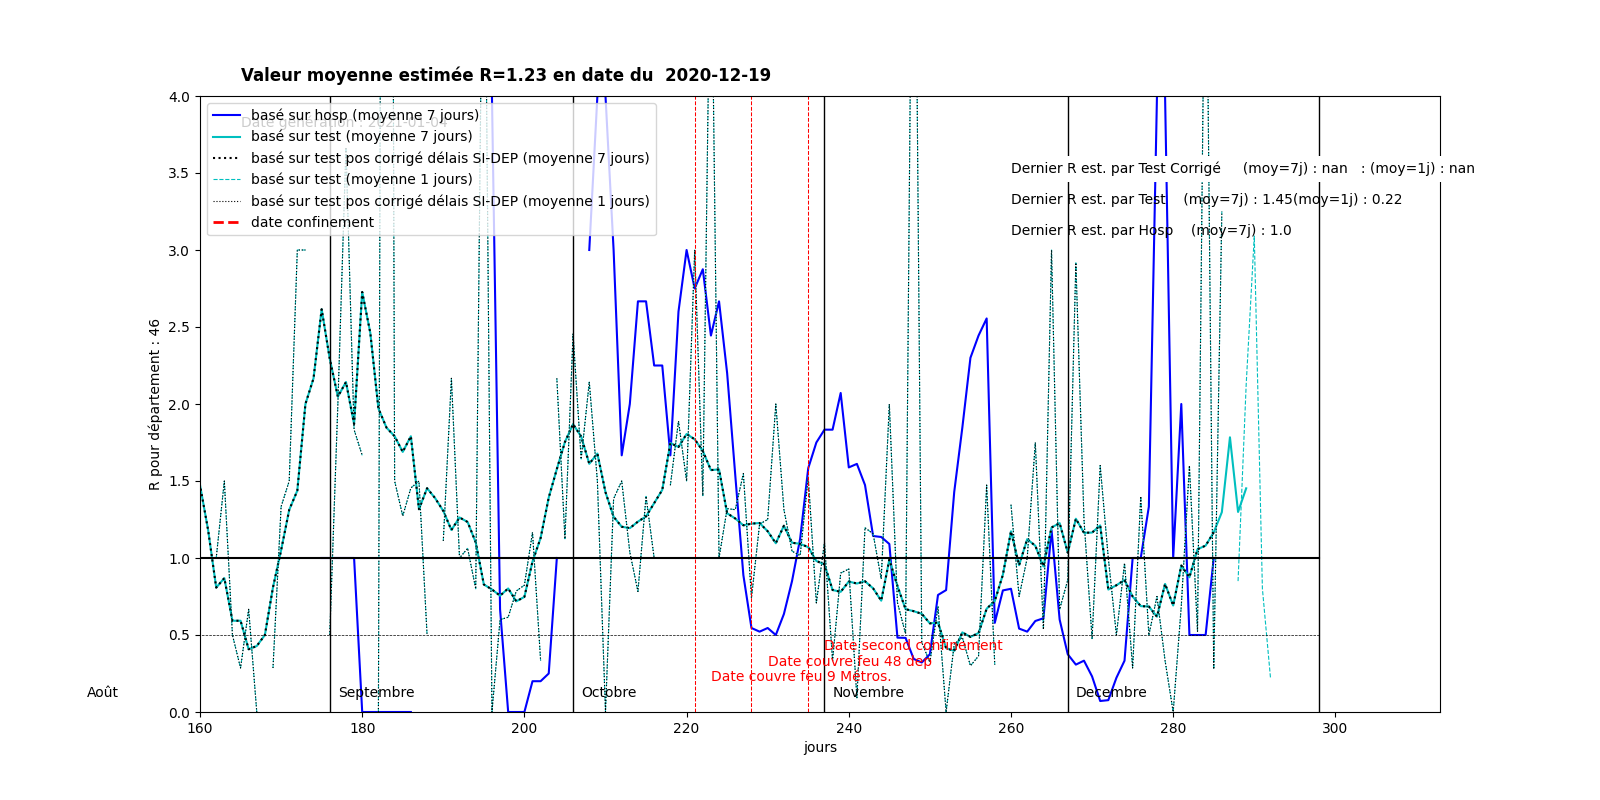 Valeur moyenne estimée R=1.23 en date du  2020-12-19
Date génération : 2021-01-04
basé sur hosp (moyenne 7 jours)
basé sur test (moyenne 7 jours)
basé sur test pos corrigé délais SI-DEP (moyenne 7 jours)
basé sur test (moyenne 1 jours)
basé sur test pos corrigé délais SI-DEP (moyenne 1 jours)
date confinement
Dernier R est. par Test Corrigé     (moy=7j) : nan   : (moy=1j) : nan
Dernier R est. par Test    (moy=7j) : 1.45(moy=1j) : 0.22
Dernier R est. par Hosp    (moy=7j) : 1.0
4.0
3.5
3.0
2.5
2.0
1.5
1.0
0.5
0.0
R pour département : 46
Date second confinement
Date couvre feu 48 dep
Date couvre feu 9 Métros.
Août
Septembre
Octobre
Novembre
Decembre
160
180
200
220
240
260
280
300
jours